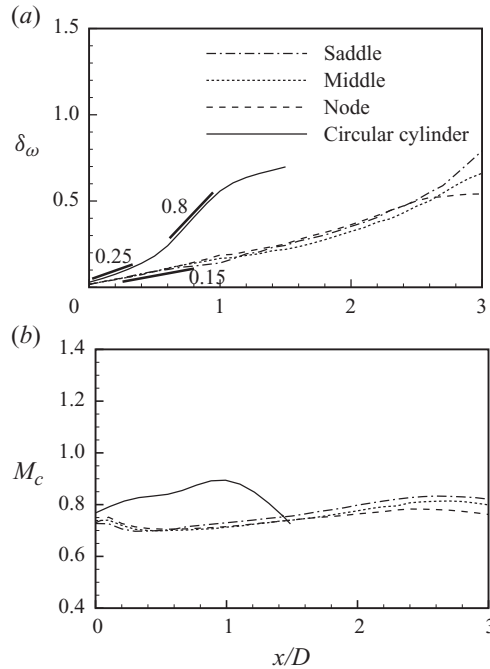 (a)
1.5
Saddle
Middle
Node
Circular cylinder
1.0
δω
0.8
0.5
0.25
0.15
0 1 2 3
(b)
1.4
1.2
1.0
Mc
0.8
0.6
0.4
0 1 2 3
x/D